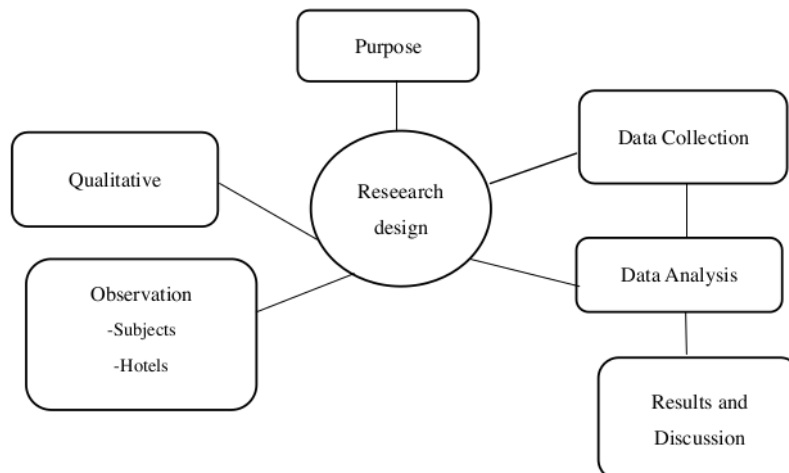 Purpose
Data Collection
Qualitative
Reseearch
design
Data Analysis
Observation
-Subjects
-Hotels
Results and
Discussion